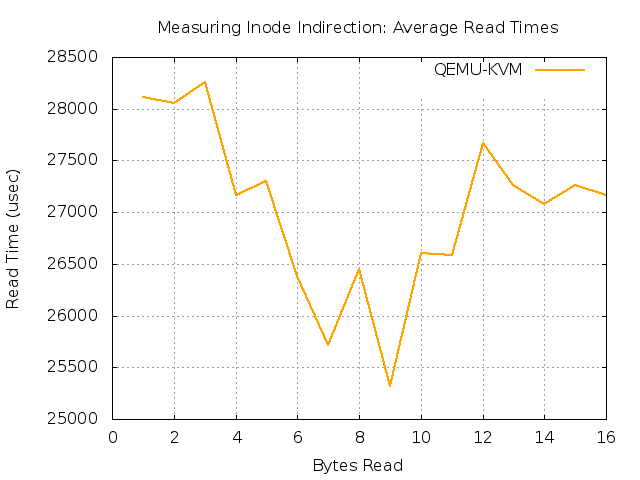 Measuring Inode Indirection: Average Read Times
28500
QEMU-KVM
28000
27500
27000
26500
26000
25500
25000
Read Time (usec)
0 2 4 6 8 10 12 14 16
Bytes Read